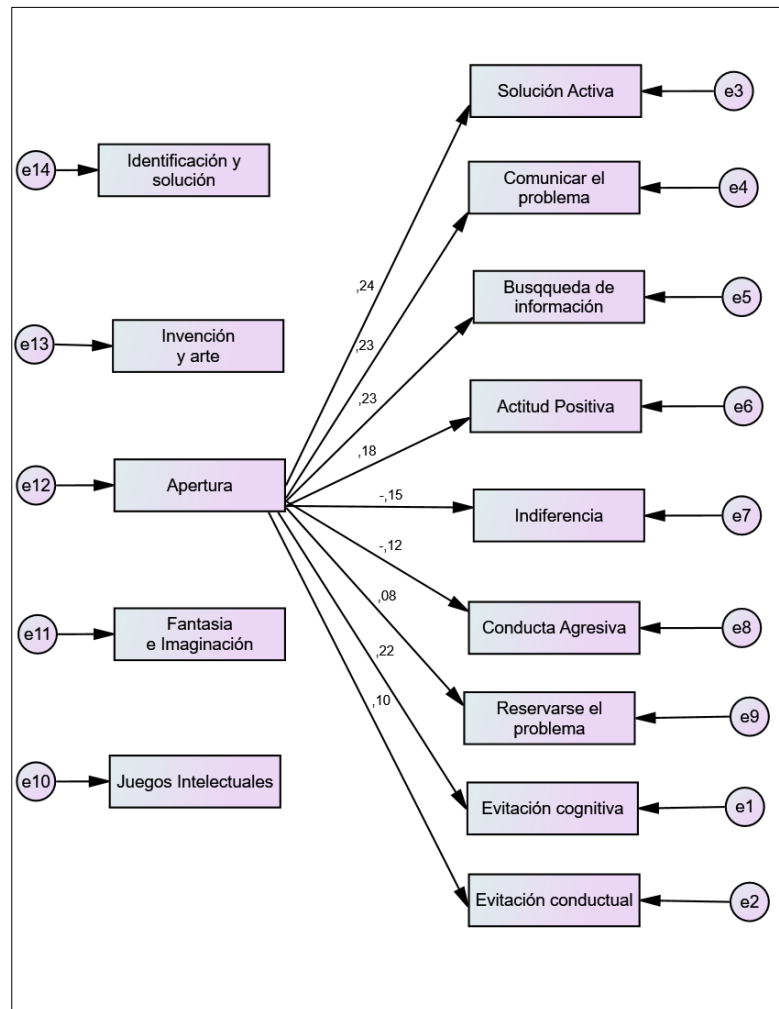 Solución Activa
e3
Identificación y
solución
e14
Comunicar el
problema
e4
,24
,23
Busqqueda de
información
e5
Invención
y arte
e13
,23
Actitud Positiva
e6
,18
Apertura
e12
-,15
Indiferencia
e7
-,12
,08
Fantasia
e Imaginación
e11
Conducta Agresiva
e8
,22
,10
Reservarse el
problema
e9
Juegos Intelectuales
e10
Evitación cognitiva
e1
Evitación conductual
e2